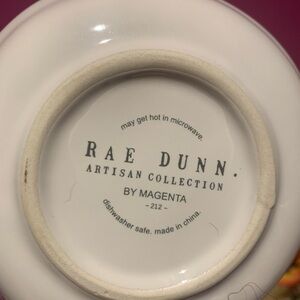 may get hot in microwave.
RAE DUNN.
ARTISAN COLLECTION
BY MAGENTA
- 212 -
dishwasher safe. made in china.